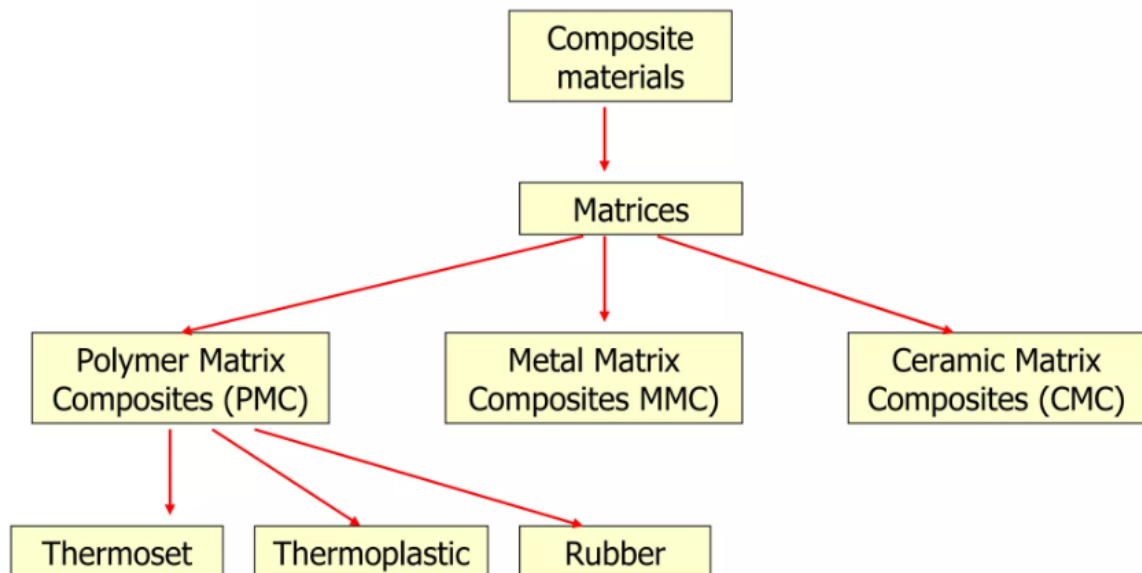 Composite
materials
Matrices
Polymer Matrix
Composites (PMC)
Metal Matrix
Composites MMC)
Ceramic Matrix
Composites (CMC)
Thermoset
Thermoplastic
Rubber